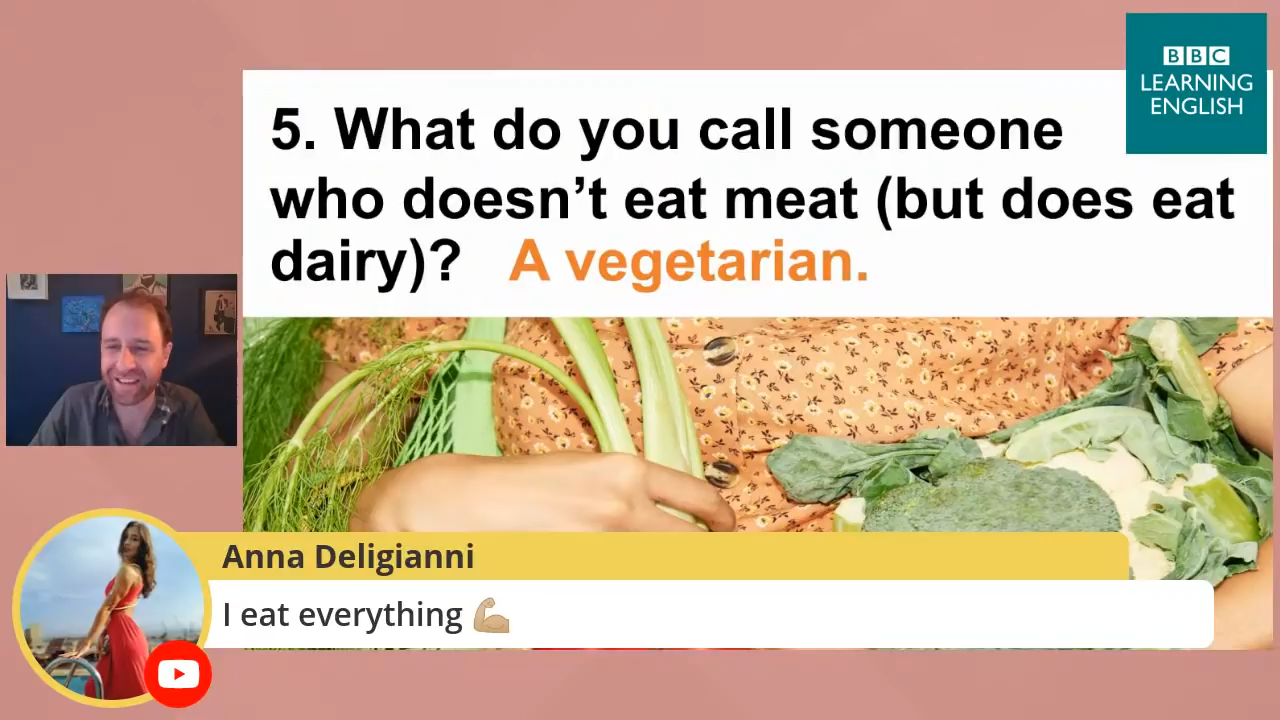 BBC
LEARNING
ENGLISH
5. What do you call someone
who doesn’t eat meat (but does eat
dairy)? A vegetarian.
Anna Deligianni
I eat everything 💪🏼